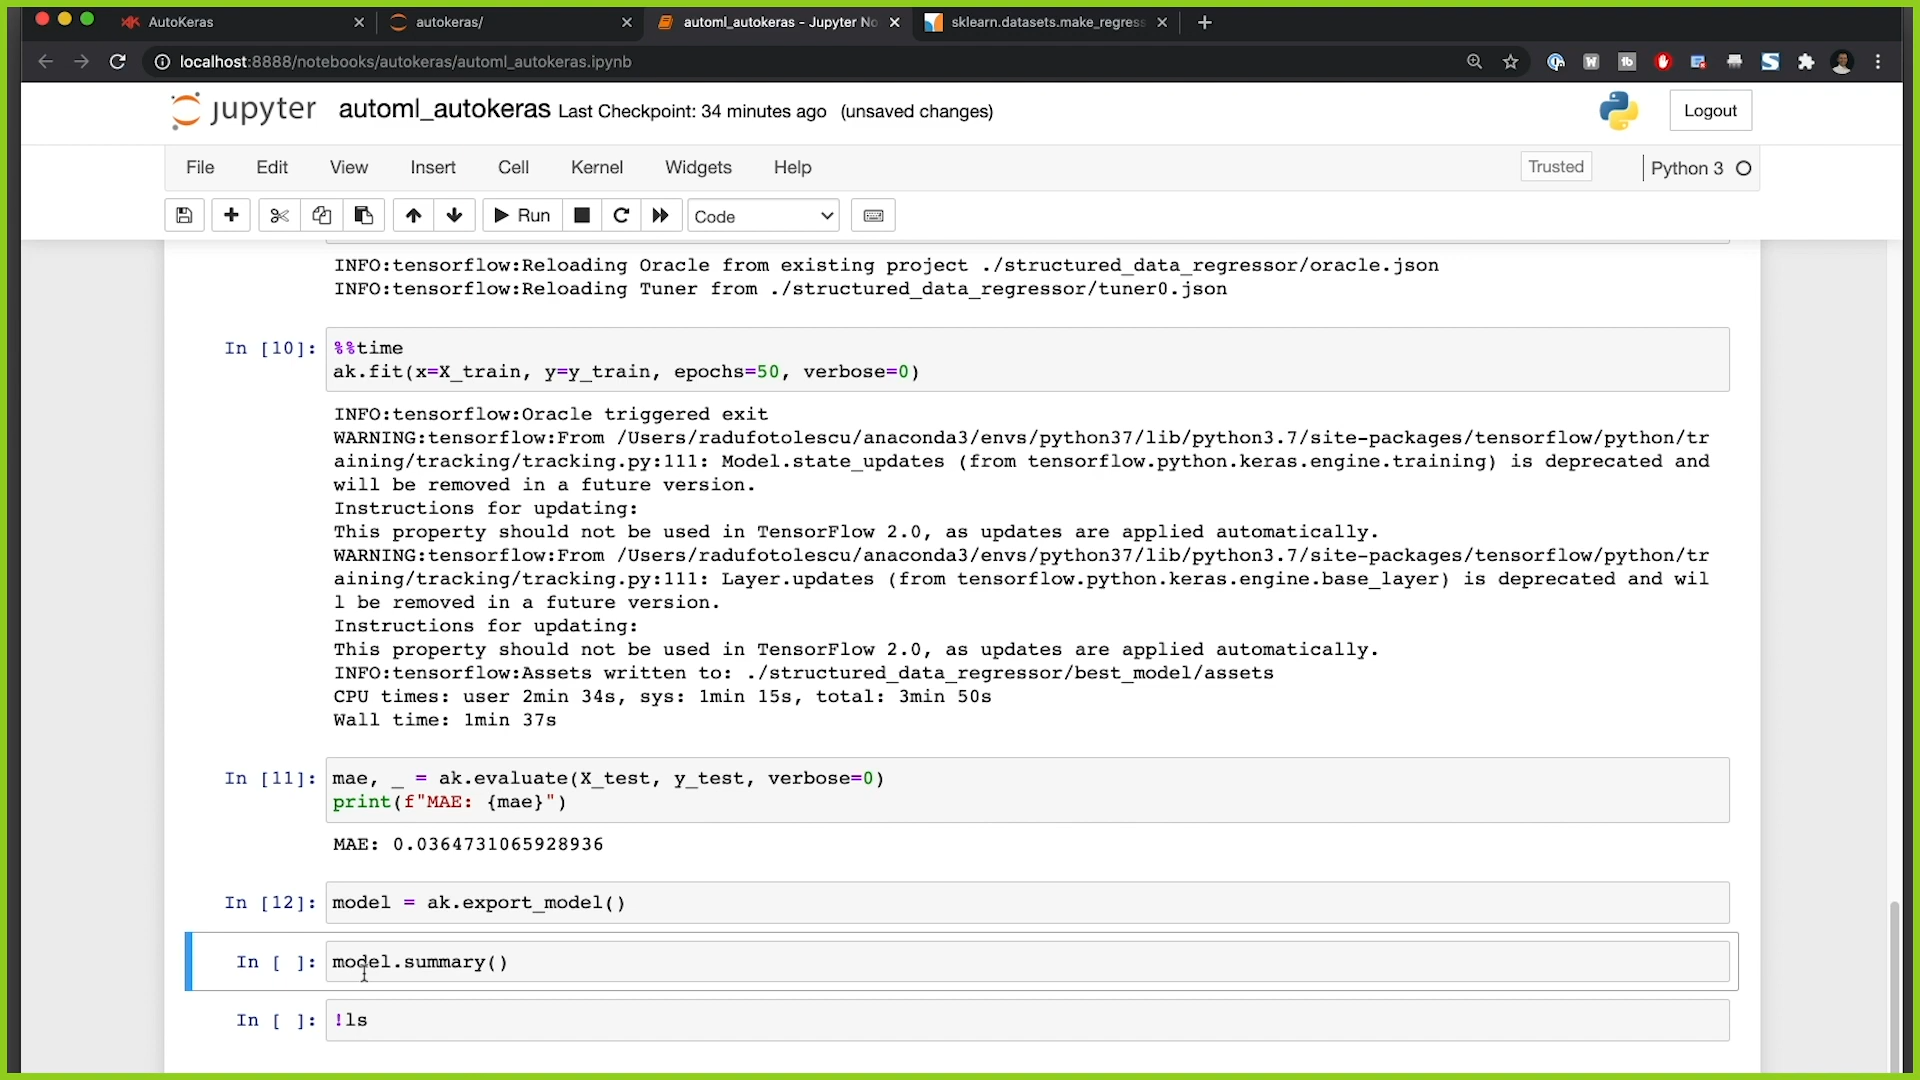 AutoKeras
autokeras/
automl_autokeras - Jupyter No
sklearn.datasets.make_regress
localhost:8888/notebooks/autokeras/automl_autokeras.ipynb
jupyter automl_autokeras Last Checkpoint: 34 minutes ago (unsaved changes)
Logout
File Edit View Insert Cell Kernel Widgets Help
Trusted
Python 3
Run
Code
INFO:tensorflow:Reloading Oracle from existing project ./structured_data_regressor/oracle.json
INFO:tensorflow:Reloading Tuner from ./structured_data_regressor/tuner0.json
In [10]: %%time
ak.fit(x=X_train, y=y_train, epochs=50, verbose=0)
INFO:tensorflow:Oracle triggered exit
WARNING:tensorflow:From /Users/radufotolescu/anaconda3/envs/python37/lib/python3.7/site-packages/tensorflow/python/tr
aining/tracking/tracking.py:111: Model.state_updates (from tensorflow.python.keras.engine.training) is deprecated and
will be removed in a future version.
Instructions for updating:
This property should not be used in TensorFlow 2.0, as updates are applied automatically.
WARNING:tensorflow:From /Users/radufotolescu/anaconda3/envs/python37/lib/python3.7/site-packages/tensorflow/python/tr
aining/tracking/tracking.py:111: Layer.updates (from tensorflow.python.keras.engine.base_layer) is deprecated and wil
l be removed in a future version.
Instructions for updating:
This property should not be used in TensorFlow 2.0, as updates are applied automatically.
INFO:tensorflow:Assets written to: ./structured_data_regressor/best_model/assets
CPU times: user 2min 34s, sys: 1min 15s, total: 3min 50s
Wall time: 1min 37s
In [11]: mae, _ = ak.evaluate(X_test, y_test, verbose=0)
print(f"MAE: {mae}")
MAE: 0.0364731065928936
In [12]: model = ak.export_model()
In [ ]: model.summary()
In [ ]: !ls